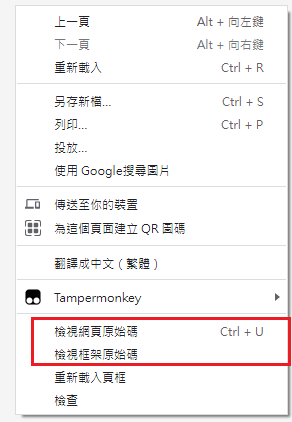 上一頁 Alt + 向左鍵
下一頁 Alt + 向右鍵
重新載入 Ctrl + R
另存新檔... Ctrl + S
列印... Ctrl + P
投放...
使用 Google搜尋圖片
傳送至你的裝置
為這個頁面建立 QR 圖碼
翻譯成中文（繁體）
Tampermonkey
檢視網頁原始碼 Ctrl + U
檢視框架原始碼
重新載入頁框
檢查